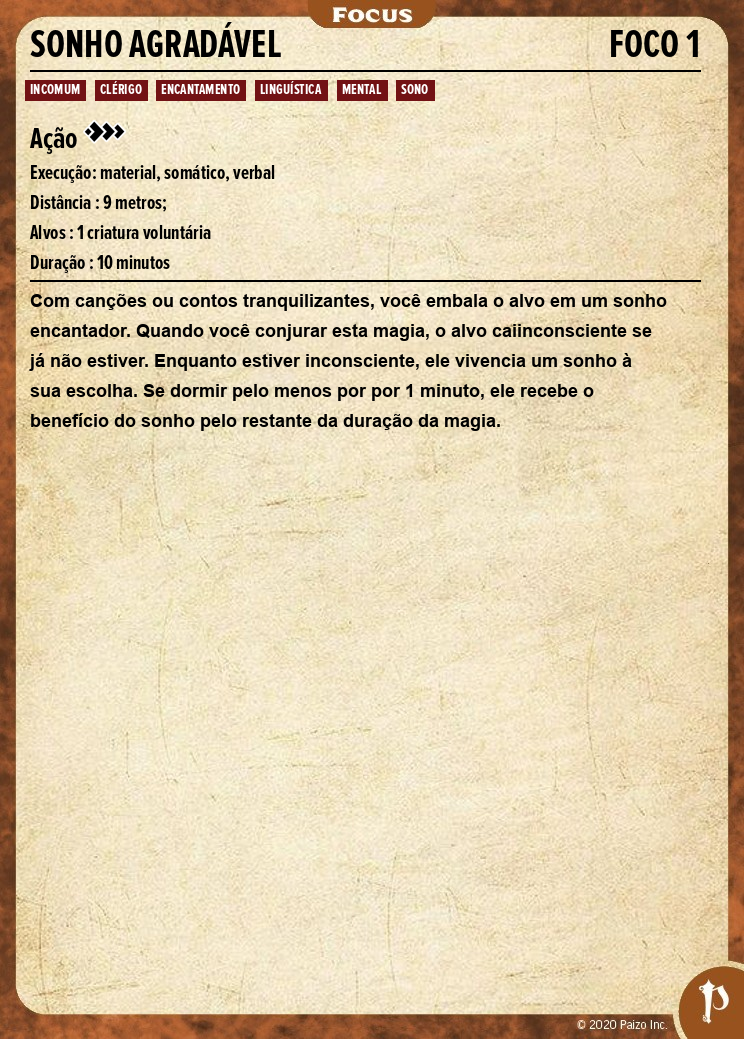 Focus
SONHO AGRADÁVEL FOCO 1
INCOMUM CLÉRIGO ENCANTAMENTO LINGUÍSTICA MENTAL SONO
Ação
Execução: material, somático, verbal
Distância : 9 metros;
Alvos : 1 criatura voluntária
Duração : 10 minutos
Com canções ou contos tranquilizantes, você embala o alvo em um sonho
encantador. Quando você conjurar esta magia, o alvo caiinconsciente se
já não estiver. Enquanto estiver inconsciente, ele vivencia um sonho à
sua escolha. Se dormir pelo menos por por 1 minuto, ele recebe o
benefício do sonho pelo restante da duração da magia.
P
© 2020 Paizo Inc.